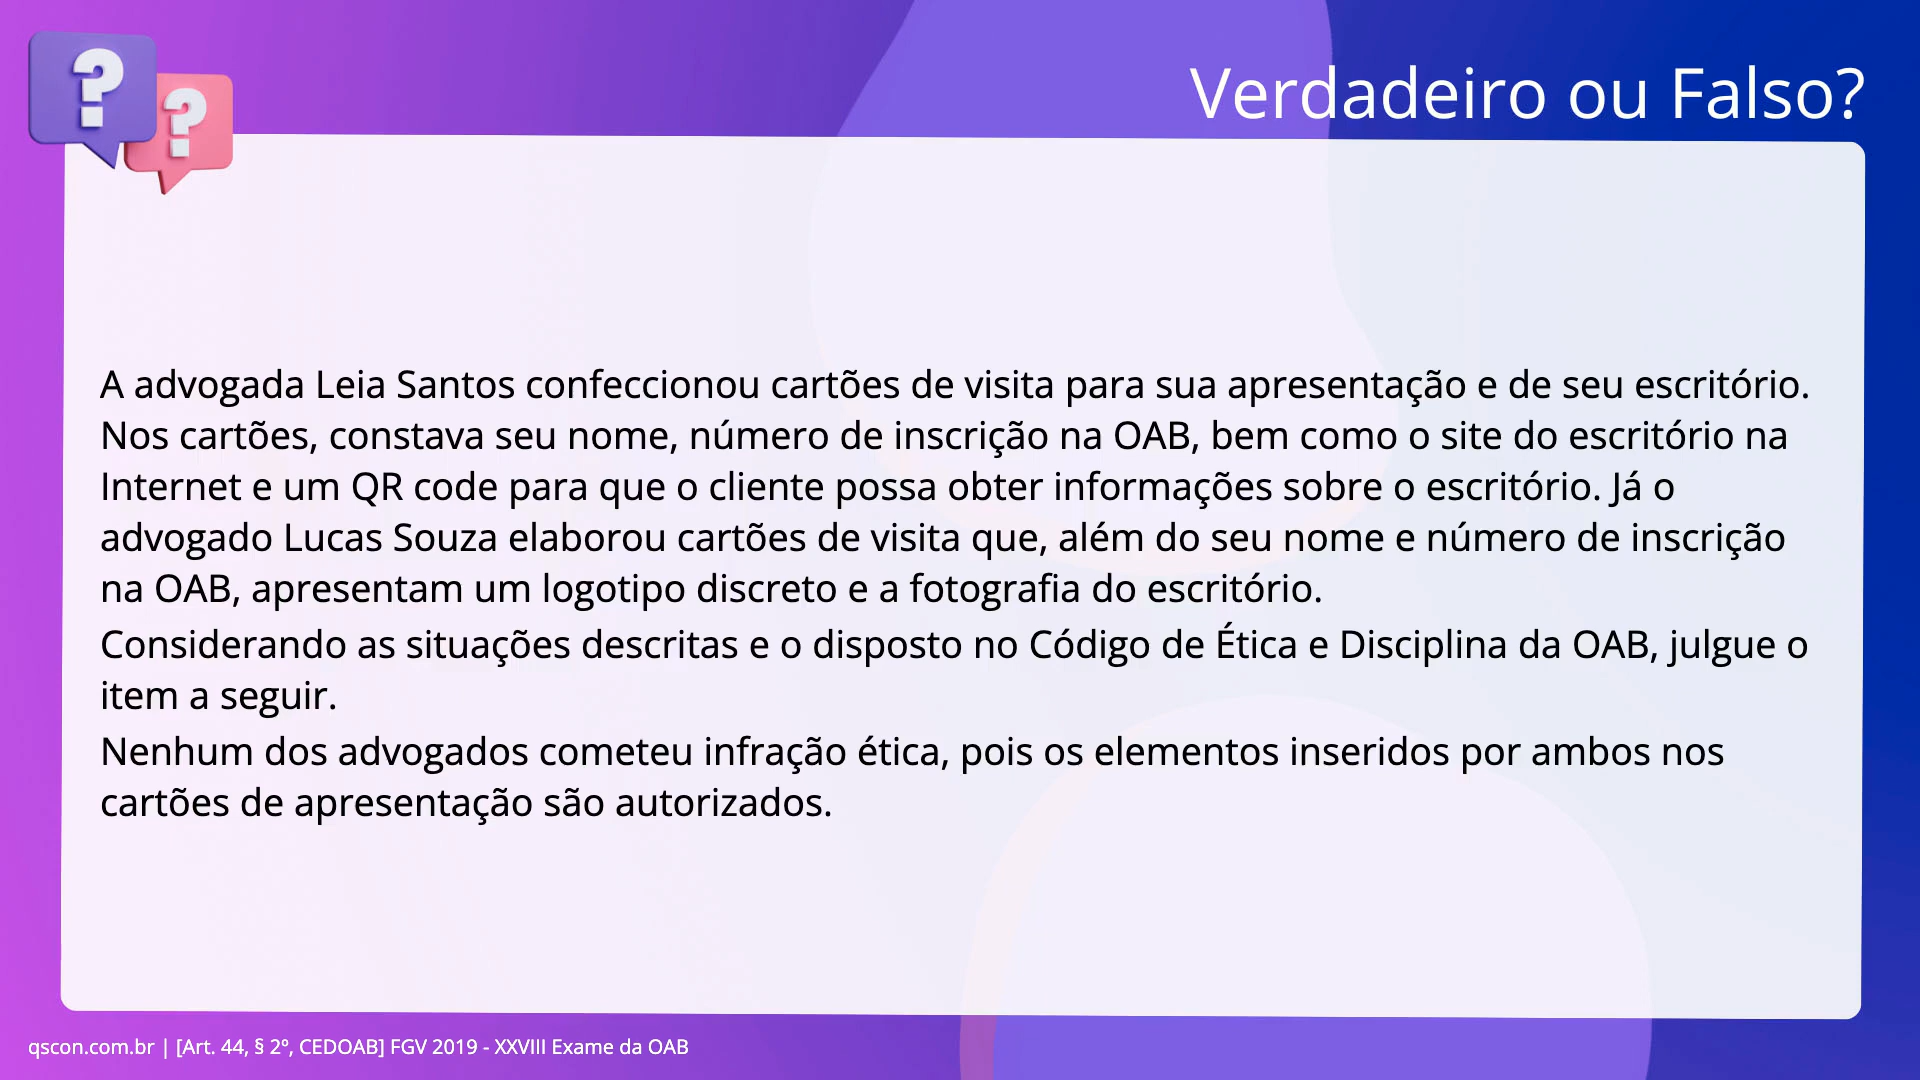 Verdadeiro ou Falso?
A advogada Leia Santos confeccionou cartões de visita para sua apresentação e de seu escritório.
Nos cartões, constava seu nome, número de inscrição na OAB, bem como o site do escritório na
Internet e um QR code para que o cliente possa obter informações sobre o escritório. Já o
advogado Lucas Souza elaborou cartões de visita que, além do seu nome e número de inscrição
na OAB, apresentam um logotipo discreto e a fotografia do escritório.
Considerando as situações descritas e o disposto no Código de Ética e Disciplina da OAB, julgue o
item a seguir.
Nenhum dos advogados cometeu infração ética, pois os elementos inseridos por ambos nos
cartões de apresentação são autorizados.
qscon.com.br | [Art. 44, § 2º, CEDOAB] FGV 2019 - XXVIII Exame da OAB